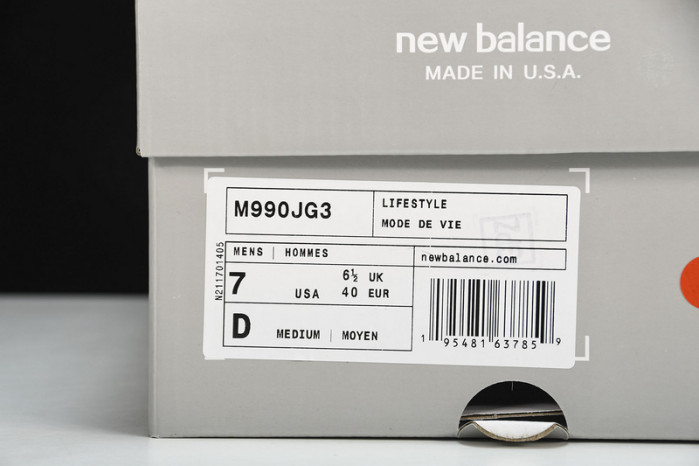 new balance
MADE IN U.S.A.
M990JG3
LIFESTYLE
MODE DE VIE
MENS | HOMMES
newbalance.com
7
6½ UK
USA 40 EUR
D MEDIUM | MOYEN
1 95481 63785 9
N211701405